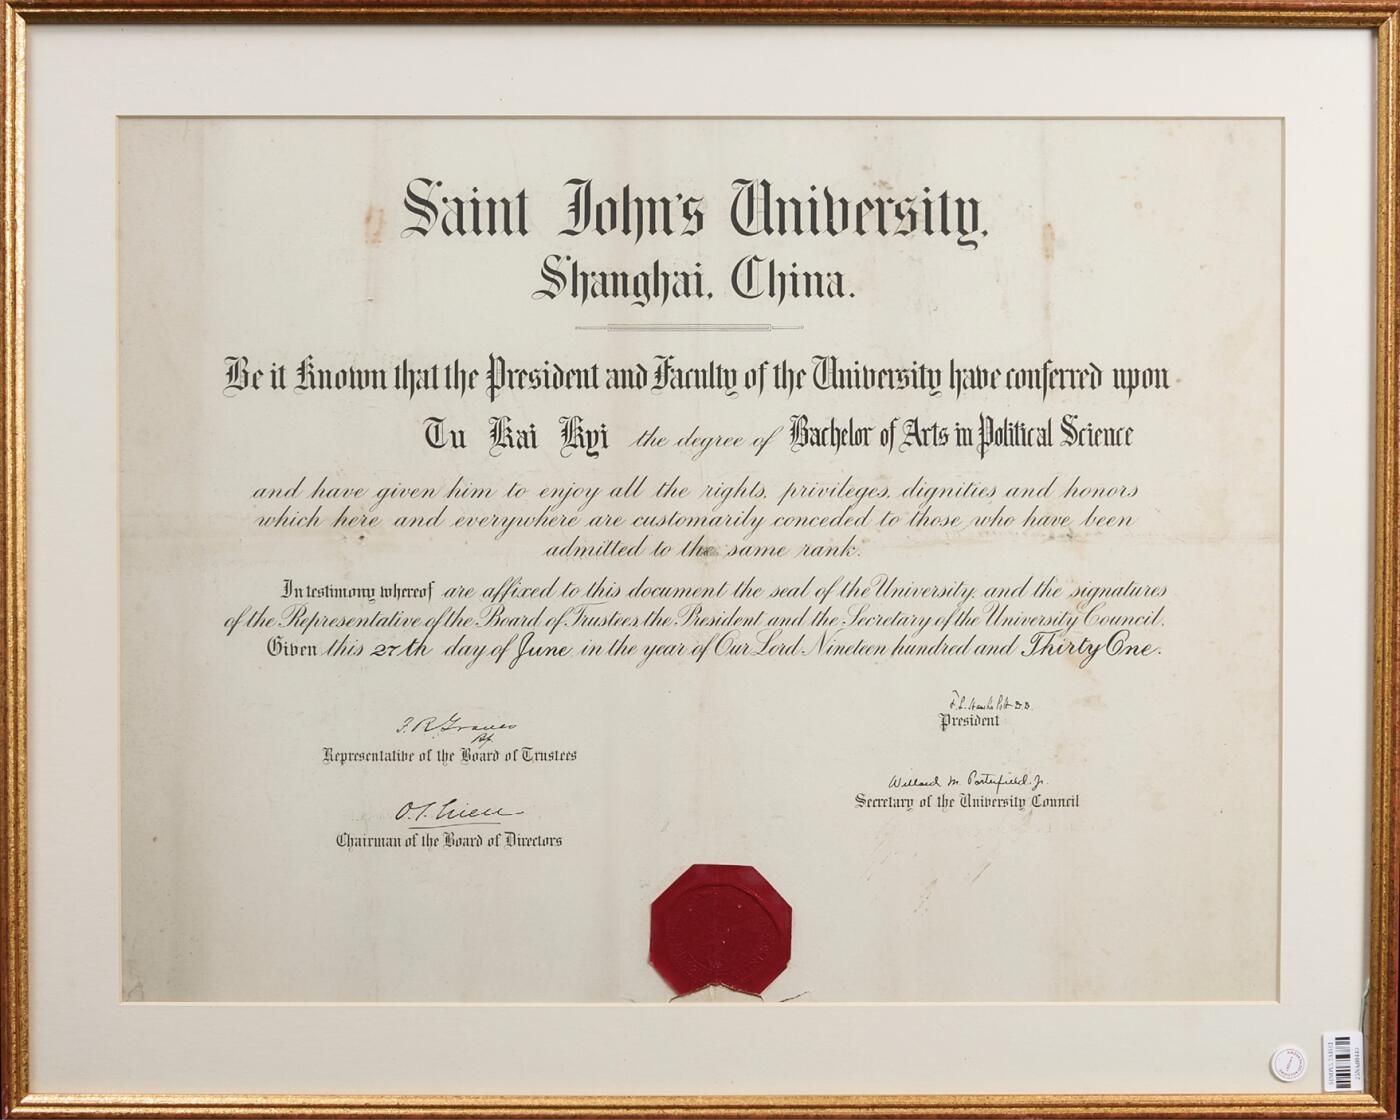 Saint John's University,
Shanghai, China.
Be it Known that the President and Faculty of the University have conferred upon
Tu Kai Kyi the degree of Bachelor of Arts in Political Science
and have given him to enjoy all the rights, privileges, dignities and honors
which here and everywhere are customarily conceded to those who have been
admitted to the same rank.
In testimony whereof are affixed to this document the seal of the University, and the signatures
of the Representative of the Board of Trustees the President and the Secretary of the University Council.
Given this 27th day of June, in the year of Our Lord Nineteen hundred and Thirty One.
F. L. Hawks Pott D.D.
President
F. R. Graves
Representative of the Board of Trustees
Willard M. Porterfield. Jr.
Secretary of the University Council
Chairman of the Board of Directors